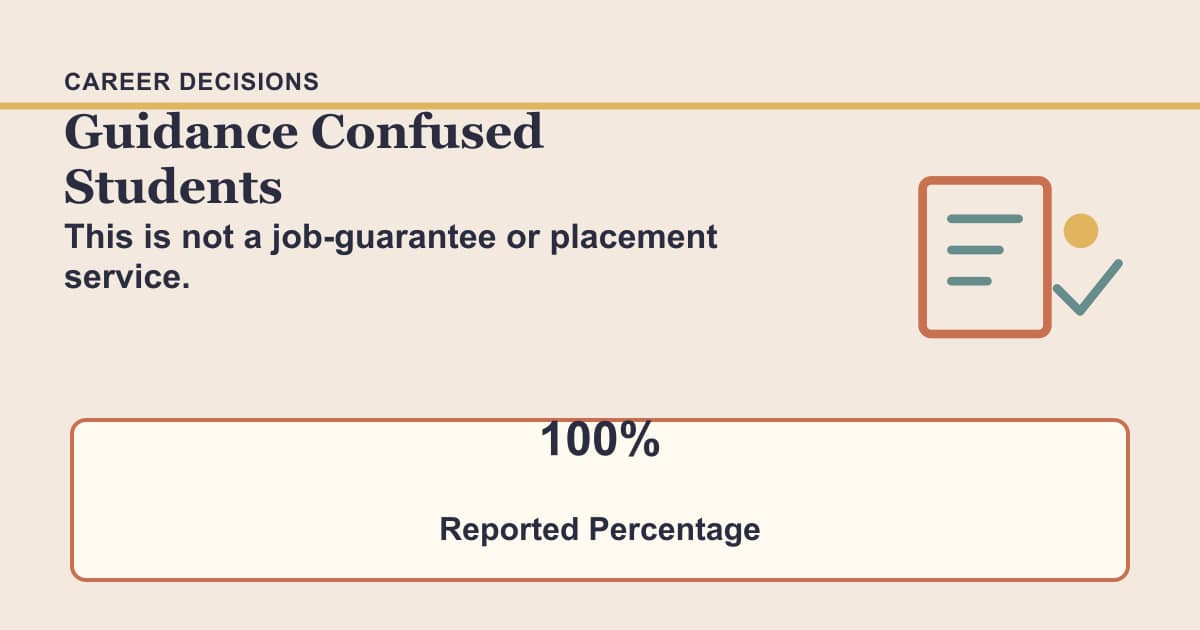 CAREER DECISIONS
Guidance Confused
Students
This is not a job-guarantee or placement
service.
100%
Reported Percentage